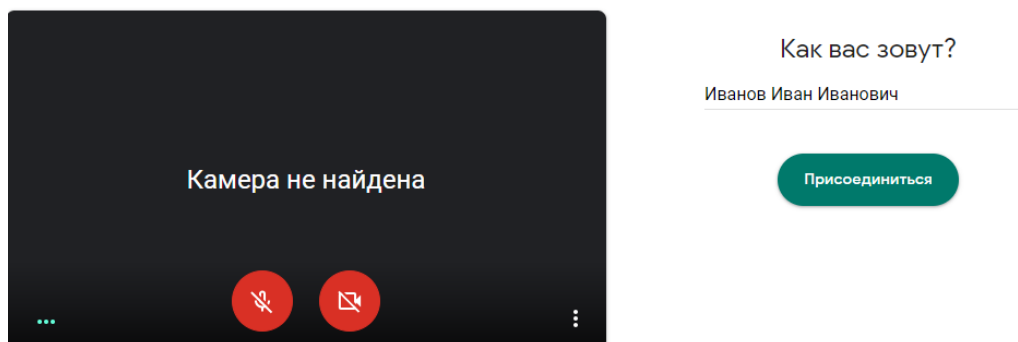 Камера не найдена
Как вас зовут?
Иванов Иван Иванович
Присоединиться